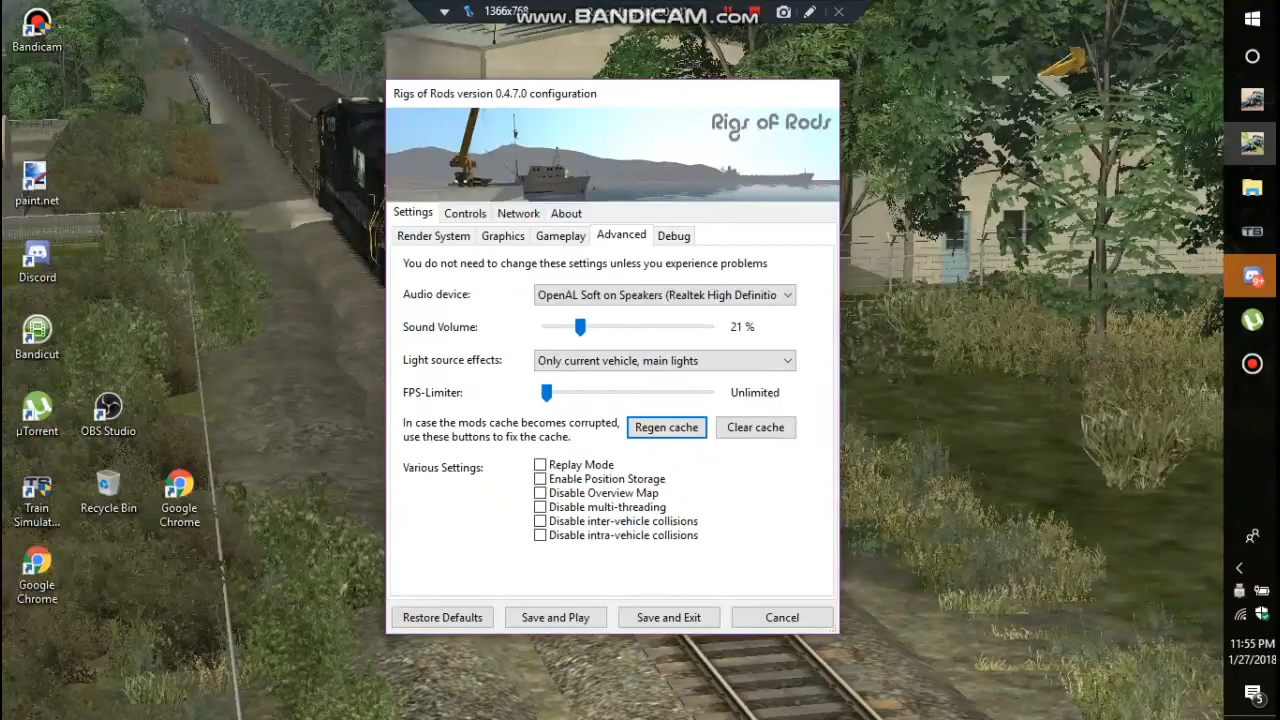 1366x768
www.BANDICAM.com
Bandicam
paint.net
Discord
Bandicut
µTorrent
OBS Studio
Train
Simulat...
Recycle Bin
Google
Chrome
Google
Chrome
Rigs of Rods version 0.4.7.0 configuration
Rigs of Rods
Settings
Controls
Network
About
Render System
Graphics
Gameplay
Advanced
Debug
You do not need to change these settings unless you experience problems
Audio device:
OpenAL Soft on Speakers (Realtek High Definitio
Sound Volume:
21 %
Light source effects:
Only current vehicle, main lights
FPS-Limiter:
Unlimited
In case the mods cache becomes corrupted,
use these buttons to fix the cache.
Regen cache
Clear cache
Various Settings:
Replay Mode
Enable Position Storage
Disable Overview Map
Disable multi-threading
Disable inter-vehicle collisions
Disable intra-vehicle collisions
Restore Defaults
Save and Play
Save and Exit
Cancel
TS
9+
11:55 PM
1/27/2018
5